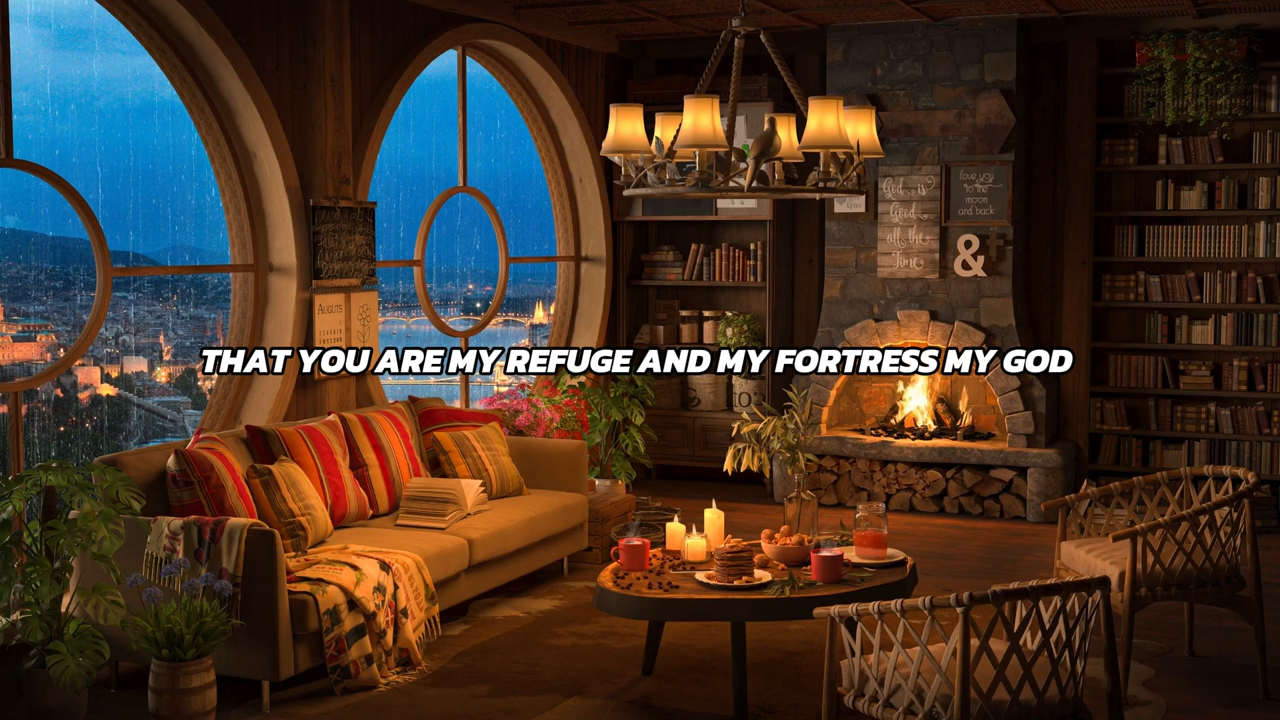 God is
Good
all the
Time
love you
to the
moon
and back
&
AUGUTS
THAT YOU ARE MY REFUGE AND MY FORTRESS MY GOD